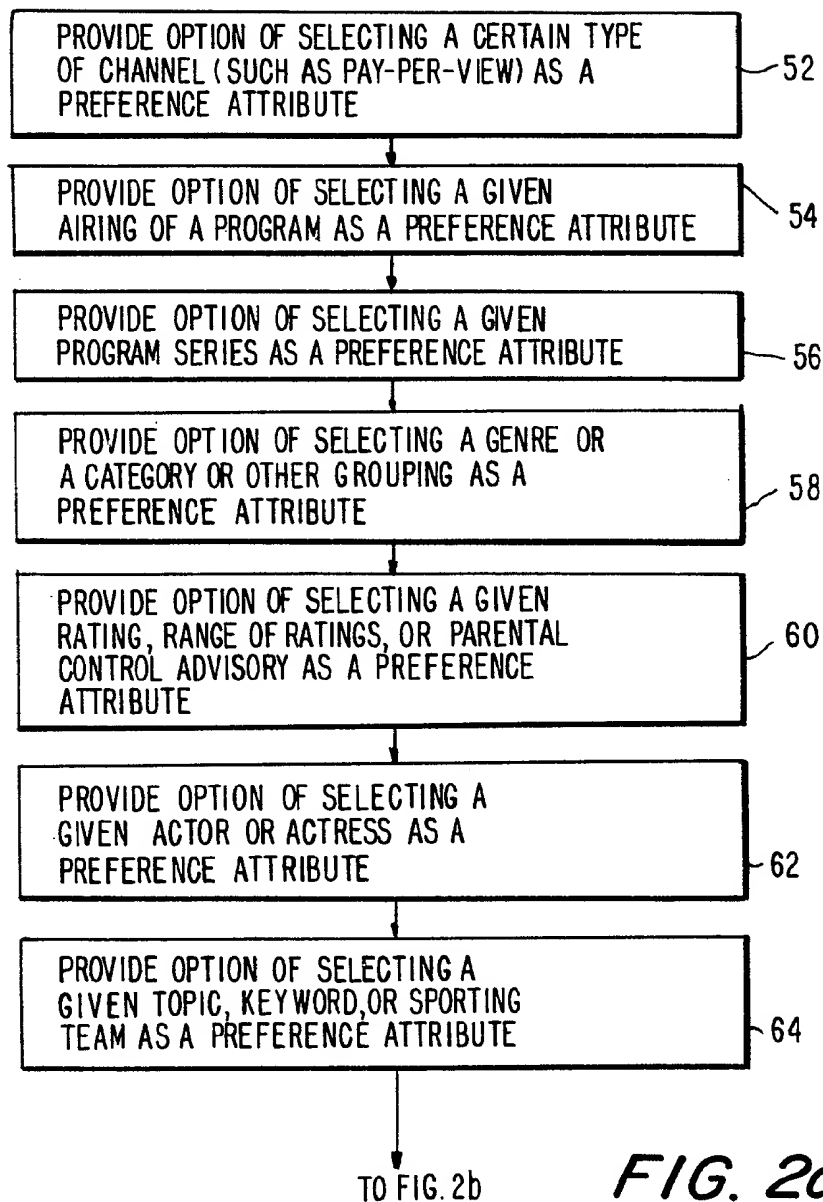 PROVIDE OPTION OF SELECTING A CERTAIN TYPE
OF CHANNEL (SUCH AS PAY-PER-VIEW) AS A
PREFERENCE ATTRIBUTE
52
PROVIDE OPTION OF SELECTING A GIVEN
AIRING OF A PROGRAM AS A PREFERENCE ATTRIBUTE
54
PROVIDE OPTION OF SELECTING A GIVEN
PROGRAM SERIES AS A PREFERENCE ATTRIBUTE
56
PROVIDE OPTION OF SELECTING A GENRE OR
A CATEGORY OR OTHER GROUPING AS A
PREFERENCE ATTRIBUTE
58
PROVIDE OPTION OF SELECTING A GIVEN
RATING, RANGE OF RATINGS, OR PARENTAL
CONTROL ADVISORY AS A PREFERENCE
ATTRIBUTE
60
PROVIDE OPTION OF SELECTING A
GIVEN ACTOR OR ACTRESS AS A
PREFERENCE ATTRIBUTE
62
PROVIDE OPTION OF SELECTING A
GIVEN TOPIC, KEYWORD, OR SPORTING
TEAM AS A PREFERENCE ATTRIBUTE
64
TO FIG. 2b
FIG.